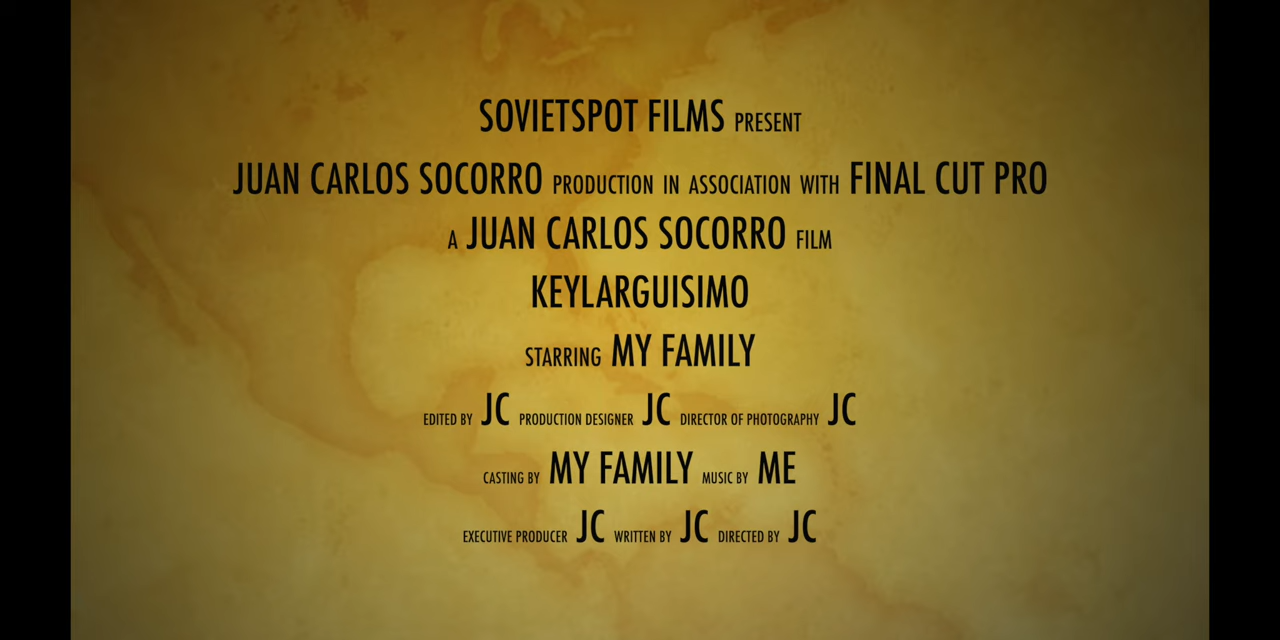 SOVIETSPOT FILMS PRESENT
JUAN CARLOS SOCORRO PRODUCTION IN ASSOCIATION WITH FINAL CUT PRO
A JUAN CARLOS SOCORRO FILM
KEYLARGUISIMO
STARRING MY FAMILY
EDITED BY JC PRODUCTION DESIGNER JC DIRECTOR OF PHOTOGRAPHY JC
CASTING BY MY FAMILY MUSIC BY ME
EXECUTIVE PRODUCER JC WRITTEN BY JC DIRECTED BY JC